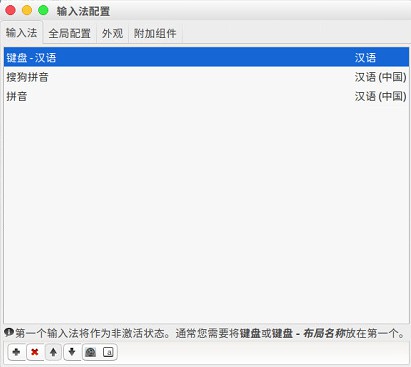 输入法配置
输入法 全局配置 外观 附加组件
键盘 - 汉语 汉语
搜狗拼音 汉语 (中国)
拼音 汉语 (中国)
第一个输入法将作为非激活状态。通常您需要将键盘或键盘 - 布局名称放在第一个。